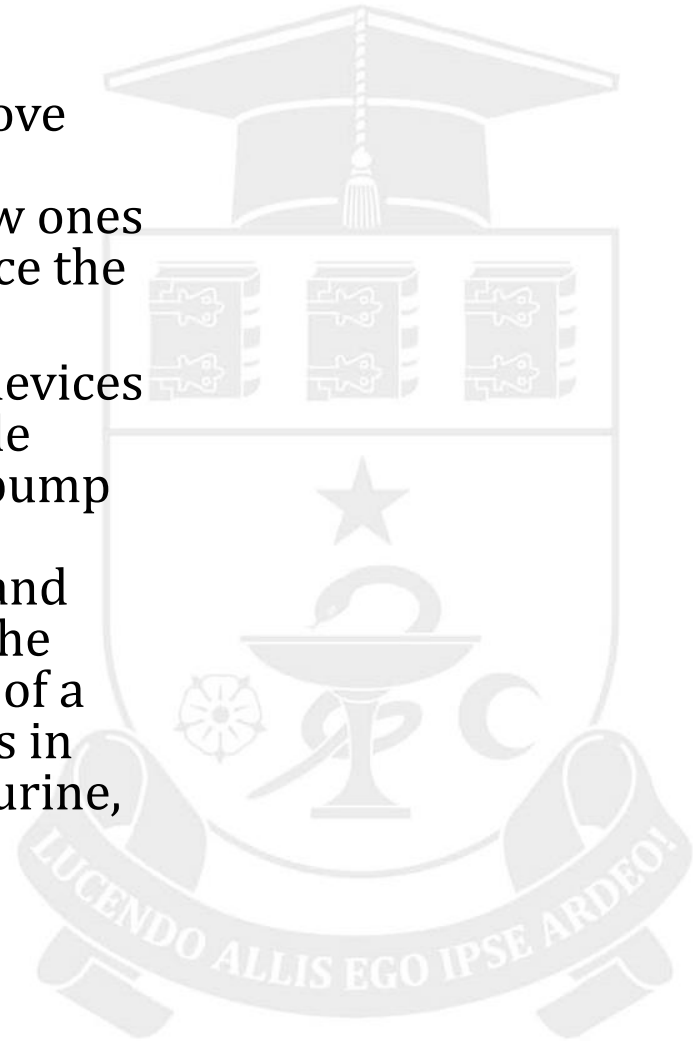 ove
w ones
ce the
evices
le
pump
and
he
of a
s in
urine,
LUCENDO ALLIS EGO IPSE ARDEO!